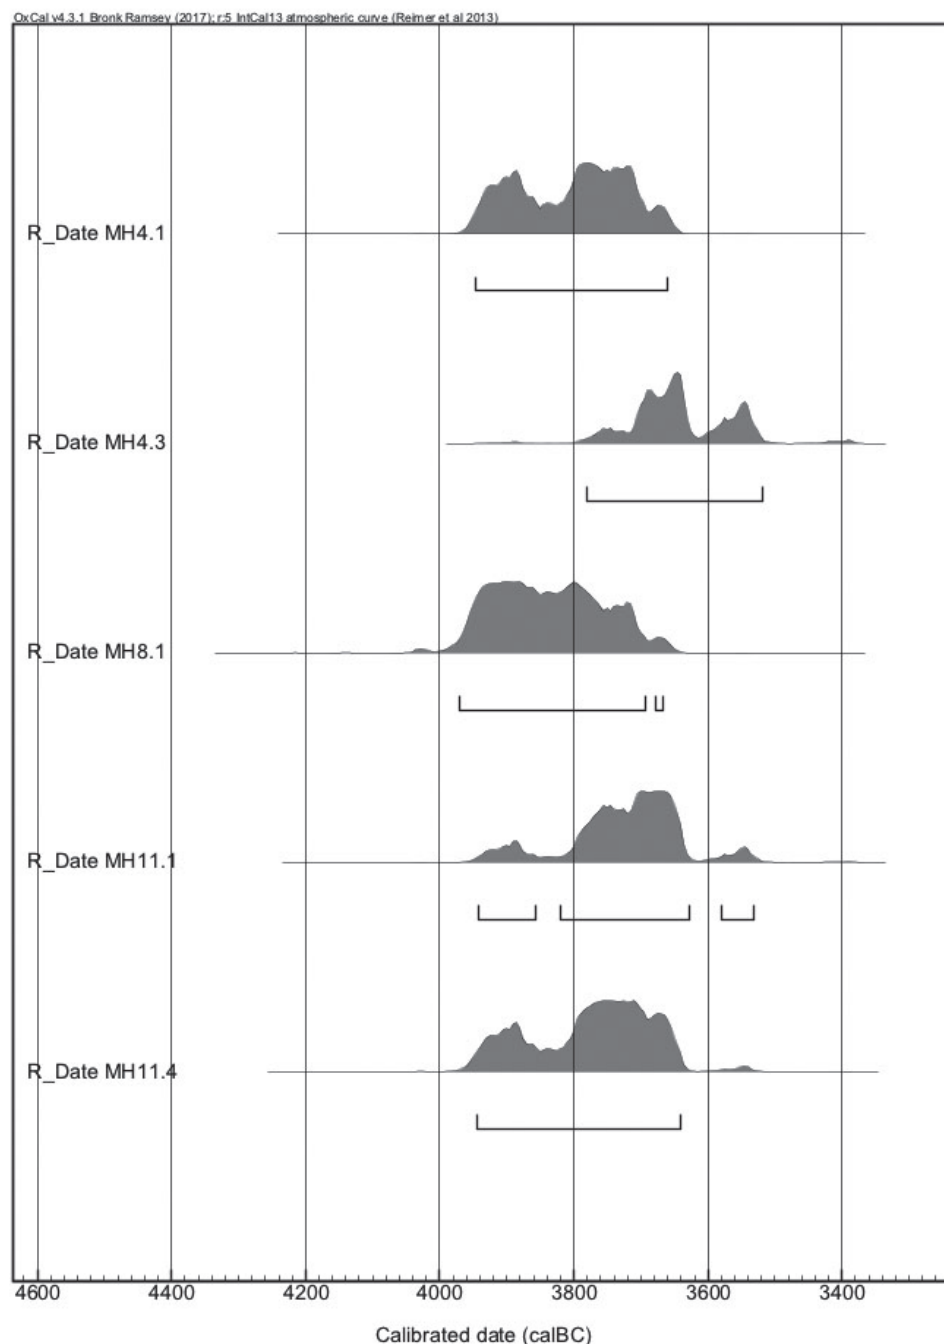 OxCal v4.3.1 Bronk Ramsey (2017); r:5 IntCal13 atmospheric curve (Reimer et al 2013)
R_Date MH4.1
R_Date MH4.3
R_Date MH8.1
R_Date MH11.1
R_Date MH11.4
4600 4400 4200 4000 3800 3600 3400
Calibrated date (calBC)